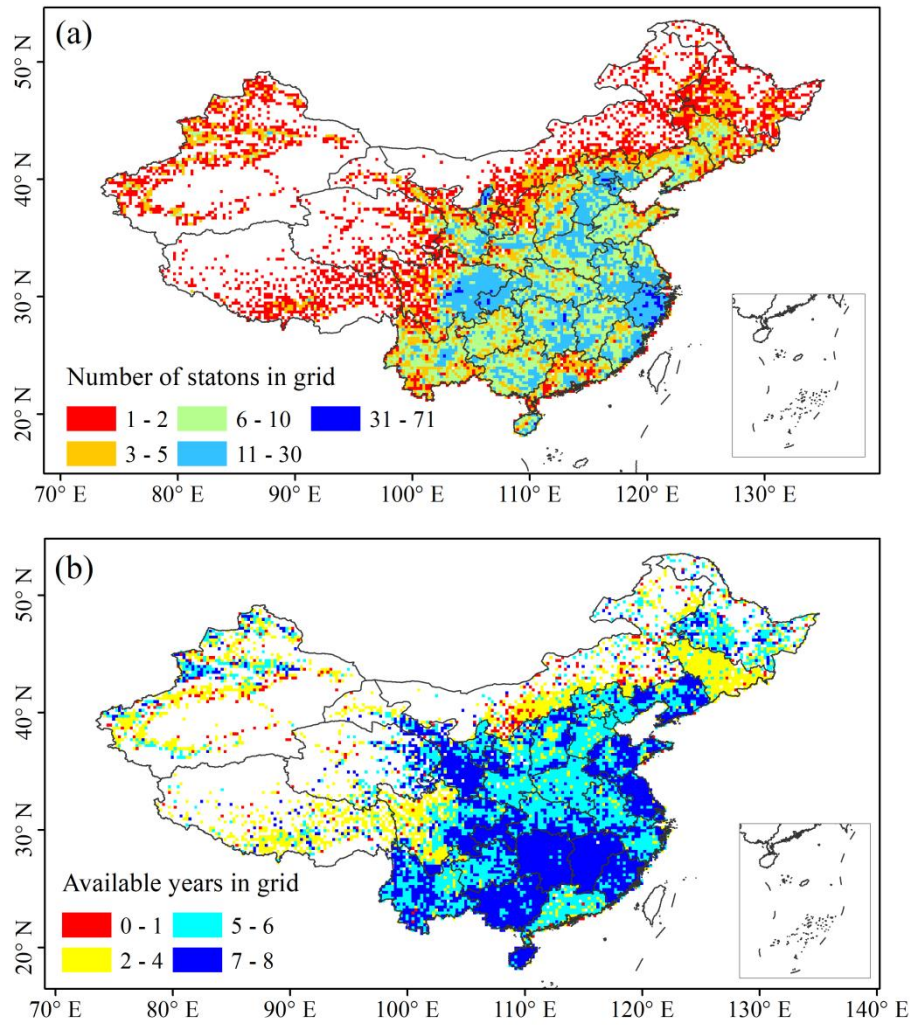 (a)
50° N
40° N
30° N
20° N
Number of statons in grid
1 - 2
6 - 10
31 - 71
3 - 5
11 - 30
70° E
80° E
90° E
100° E
110° E
120° E
130° E
(b)
50° N
40° N
30° N
20° N
Available years in grid
0 - 1
5 - 6
2 - 4
7 - 8
70° E
80° E
90° E
100° E
110° E
120° E
130° E
140° E